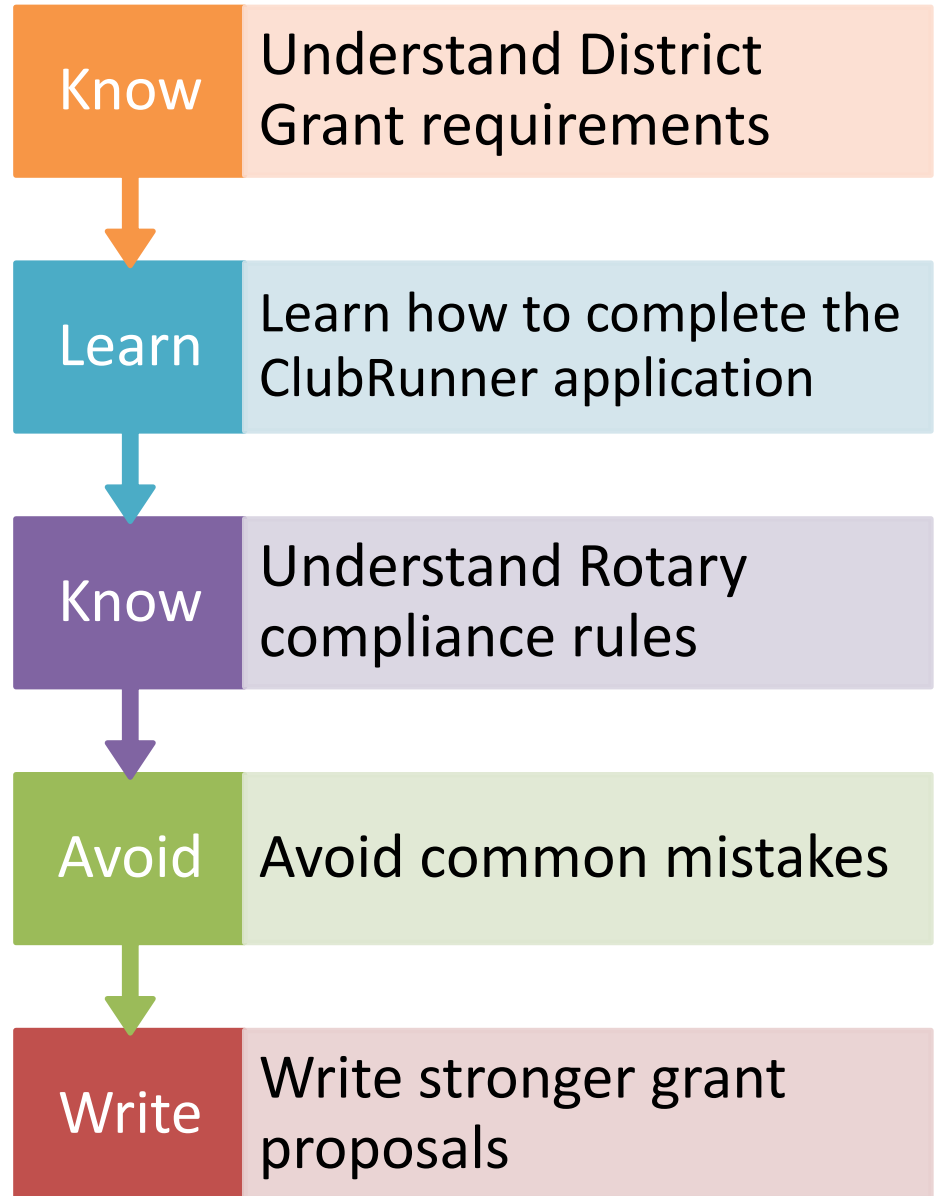 Know
Understand District
Grant requirements
Learn
Learn how to complete the
ClubRunner application
Know
Understand Rotary
compliance rules
Avoid
Avoid common mistakes
Write
Write stronger grant
proposals